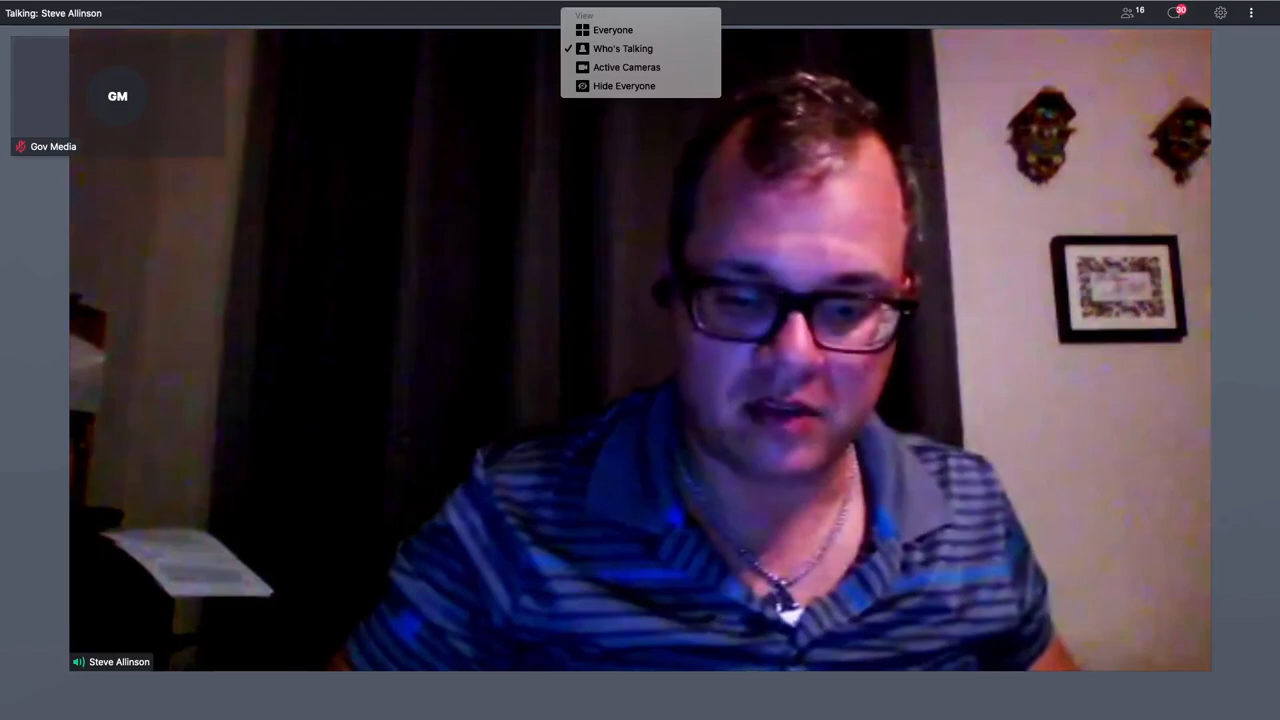 Talking: Steve Allinson
16
30
View
Everyone
Who's Talking
Active Cameras
Hide Everyone
GM
Gov Media
Steve Allinson